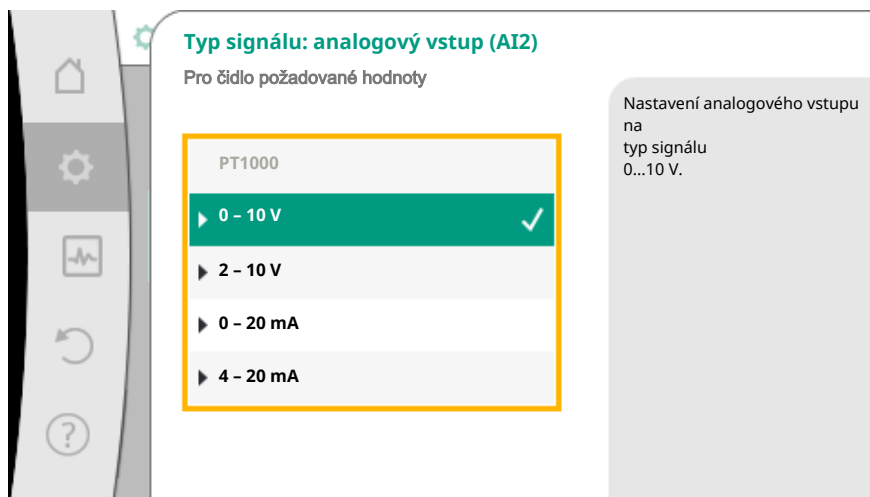 Typ signálu: analogový vstup (AI2)
Pro čidlo požadované hodnoty
PT1000
0 – 10 V
2 – 10 V
0 – 20 mA
4 – 20 mA
Nastavení analogového vstupu
na
typ signálu
0...10 V.